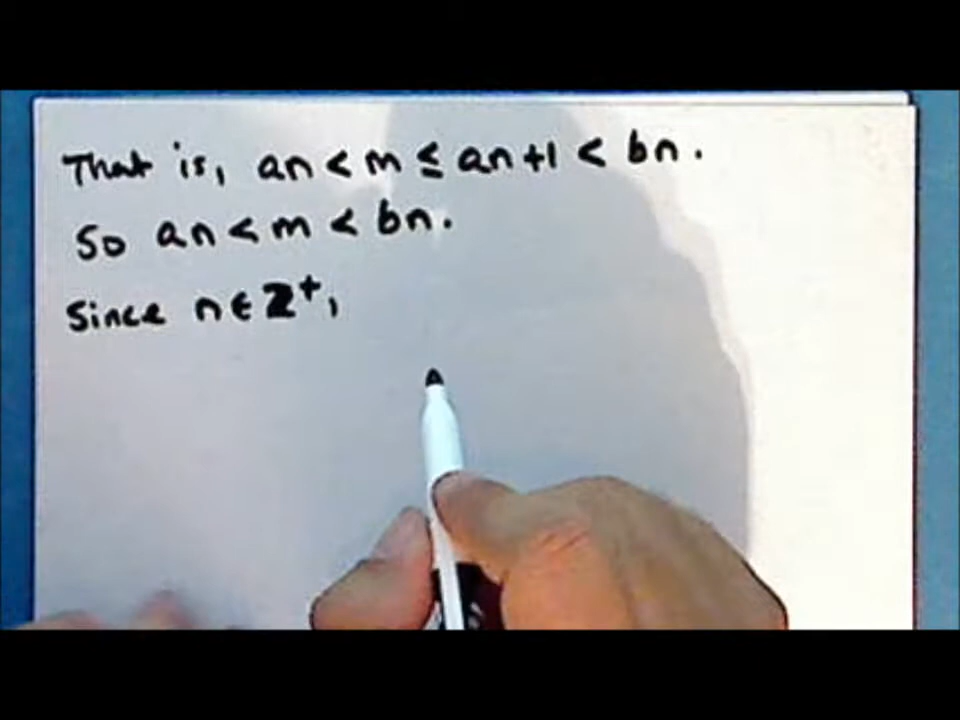 That is, an < m ≤ an +1 < bn.
So an < m < bn.
Since n ∈ ℤ⁺,